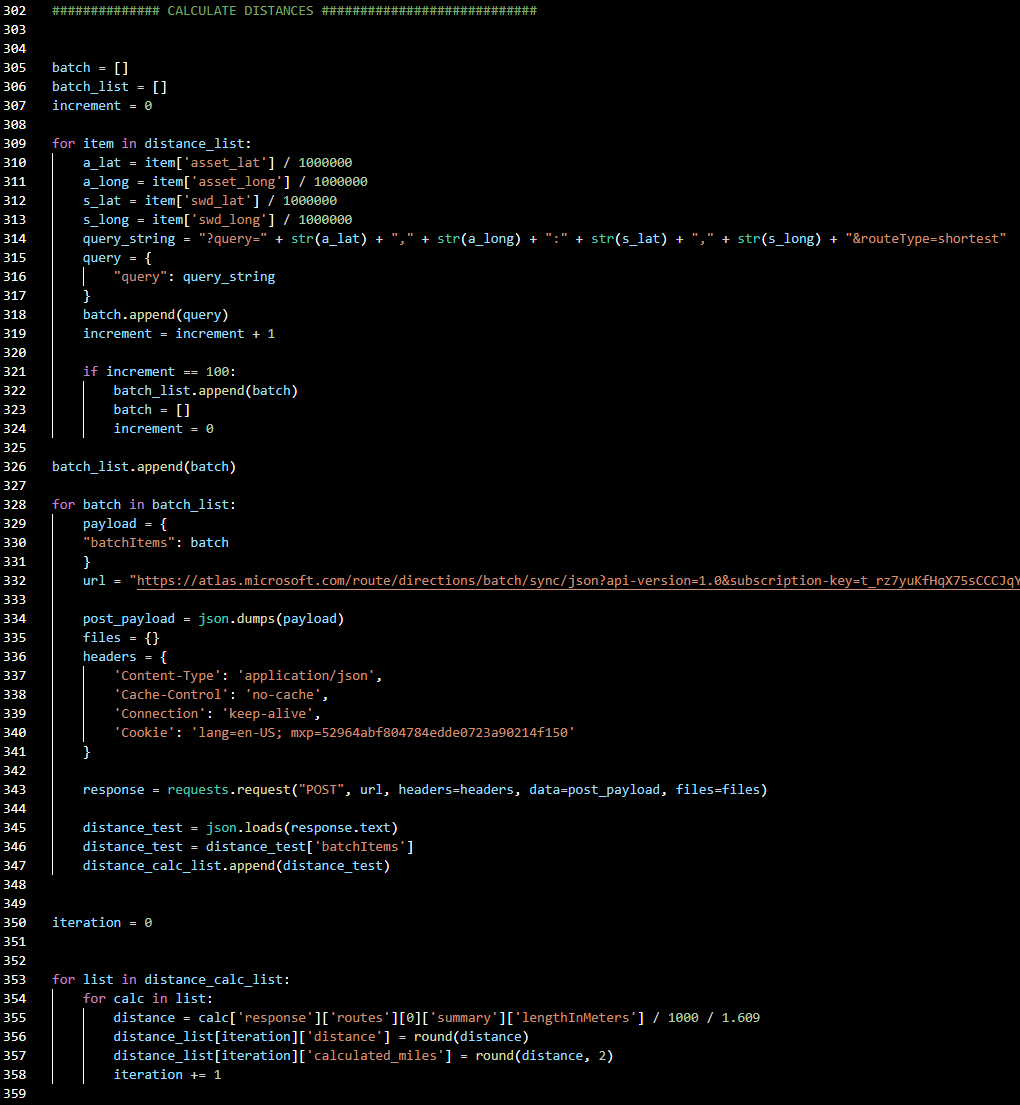 302 ############## CALCULATE DISTANCES ############################
303
304
305 batch = []
306 batch_list = []
307 increment = 0
308
309 for item in distance_list:
310     a_lat = item['asset_lat'] / 1000000
311     a_long = item['asset_long'] / 1000000
312     s_lat = item['swd_lat'] / 1000000
313     s_long = item['swd_long'] / 1000000
314     query_string = "?query=" + str(a_lat) + "," + str(a_long) + ":" + str(s_lat) + "," + str(s_long) + "&routeType=shortest"
315     query = {
316         "query": query_string
317     }
318     batch.append(query)
319     increment = increment + 1
320
321     if increment == 100:
322         batch_list.append(batch)
323         batch = []
324         increment = 0
325
326 batch_list.append(batch)
327
328 for batch in batch_list:
329     payload = {
330     "batchItems": batch
331     }
332     url = "https://atlas.microsoft.com/route/directions/batch/sync/json?api-version=1.0&subscription-key=t_rz7yuKfHqX75sCCCJqY
333
334     post_payload = json.dumps(payload)
335     files = {}
336     headers = {
337         'Content-Type': 'application/json',
338         'Cache-Control': 'no-cache',
339         'Connection': 'keep-alive',
340         'Cookie': 'lang=en-US; mxp=52964abf804784edde0723a90214f150'
341     }
342
343     response = requests.request("POST", url, headers=headers, data=post_payload, files=files)
344
345     distance_test = json.loads(response.text)
346     distance_test = distance_test['batchItems']
347     distance_calc_list.append(distance_test)
348
349
350 iteration = 0
351
352
353 for list in distance_calc_list:
354     for calc in list:
355         distance = calc['response']['routes'][0]['summary']['lengthInMeters'] / 1000 / 1.609
356         distance_list[iteration]['distance'] = round(distance)
357         distance_list[iteration]['calculated_miles'] = round(distance, 2)
358         iteration += 1
359